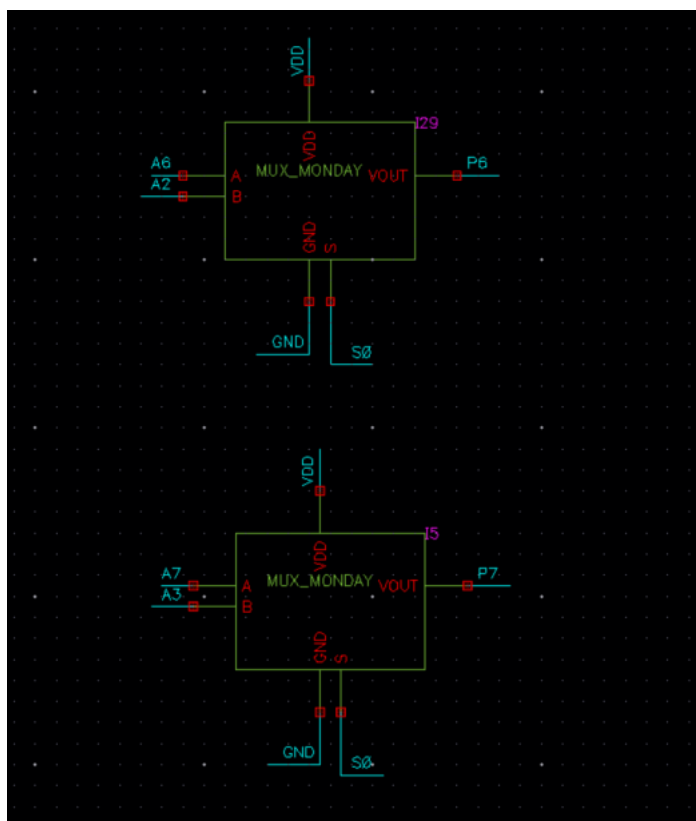 VDD
I29
VDD
A6
A MUX_MONDAY VOUT
P6
A2
B
GND
S
GND
SØ
VDD
I5
VDD
A7
A MUX_MONDAY VOUT
P7
A3
B
GND
S
GND
SØ